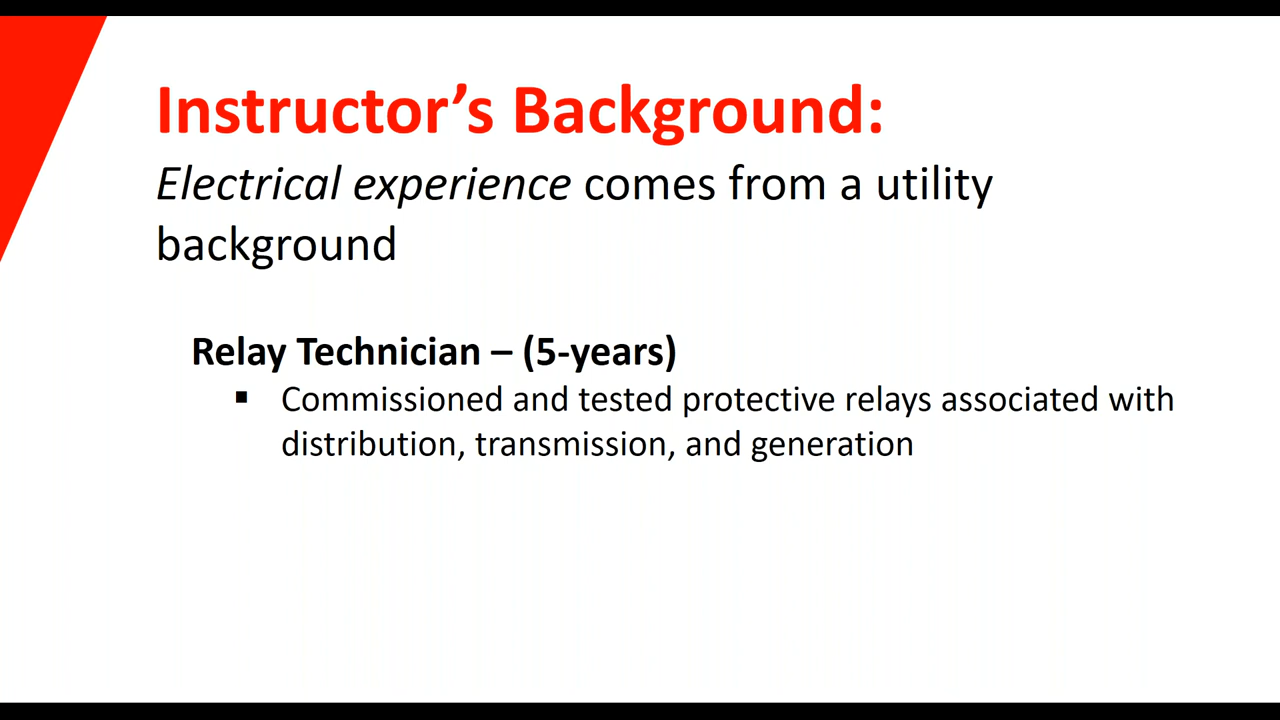 Instructor’s Background:
Electrical experience comes from a utility
background
Relay Technician – (5-years)
▪ Commissioned and tested protective relays associated with
distribution, transmission, and generation